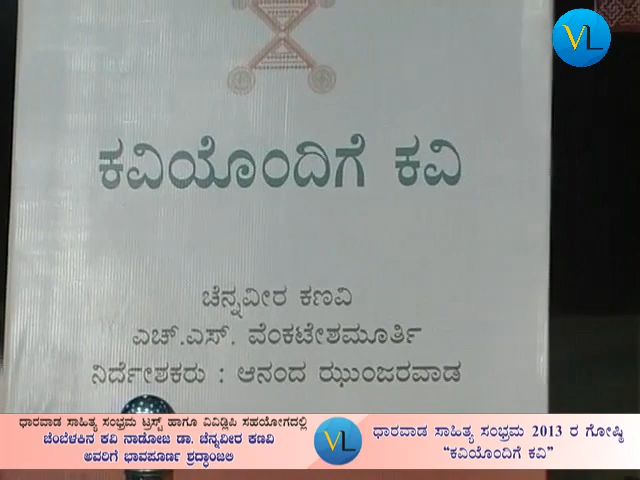 VL
ಕವಿಯೊಂದಿಗೆ ಕವಿ
ಚೆನ್ನವೀರ ಕಣವಿ
ಎಚ್.ಎಸ್. ವೆಂಕಟೇಶಮೂರ್ತಿ
ನಿರ್ದೇಶಕರು : ಆನಂದ ಝುಂಜರವಾಡ
ಧಾರವಾಡ ಸಾಹಿತ್ಯ ಸಂಭ್ರಮ ಟ್ರಸ್ಟ್ ಹಾಗೂ ವಿವಿಡ್ಲಿಪಿ ಸಹಯೋಗದಲ್ಲಿ
ಚೆಂಬೆಳಕಿನ ಕವಿ ನಾಡೋಜ ಡಾ. ಚೆನ್ನವೀರ ಕಣವಿ
ಅವರಿಗೆ ಭಾವಪೂರ್ಣ ಶ್ರದ್ಧಾಂಜಲಿ
VL
ಧಾರವಾಡ ಸಾಹಿತ್ಯ ಸಂಭ್ರಮ 2013 ರ ಗೋಷ್ಠಿ
“ಕವಿಯೊಂದಿಗೆ ಕವಿ”